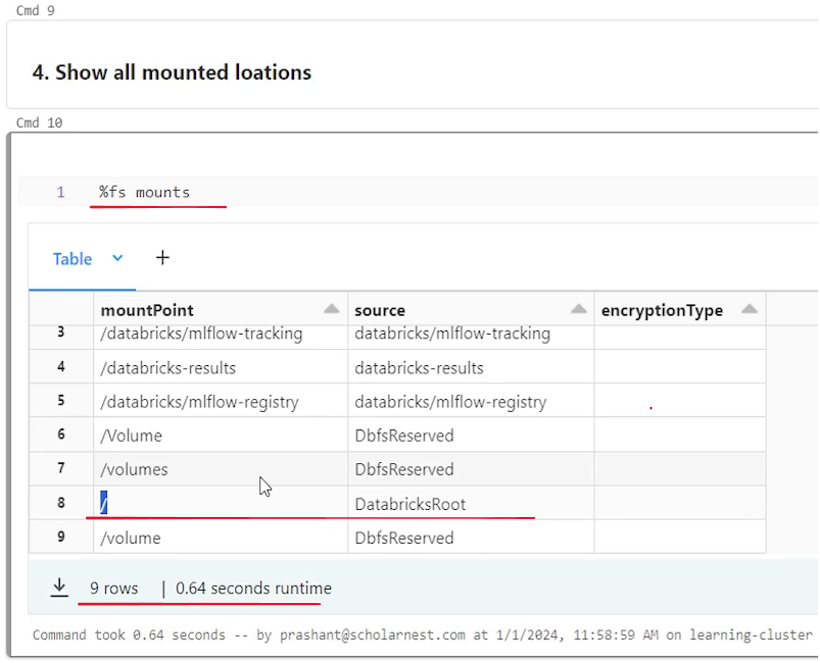 Cmd 9
4. Show all mounted loations
Cmd 10
1 %fs mounts
Table +
mountPoint source encryptionType
3 /databricks/mlflow-tracking databricks/mlflow-tracking
4 /databricks-results databricks-results
5 /databricks/mlflow-registry databricks/mlflow-registry
6 /Volume DbfsReserved
7 /volumes DbfsReserved
8 / DatabricksRoot
9 /volume DbfsReserved
9 rows | 0.64 seconds runtime
Command took 0.64 seconds -- by prashant@scholarnest.com at 1/1/2024, 11:58:59 AM on learning-cluster